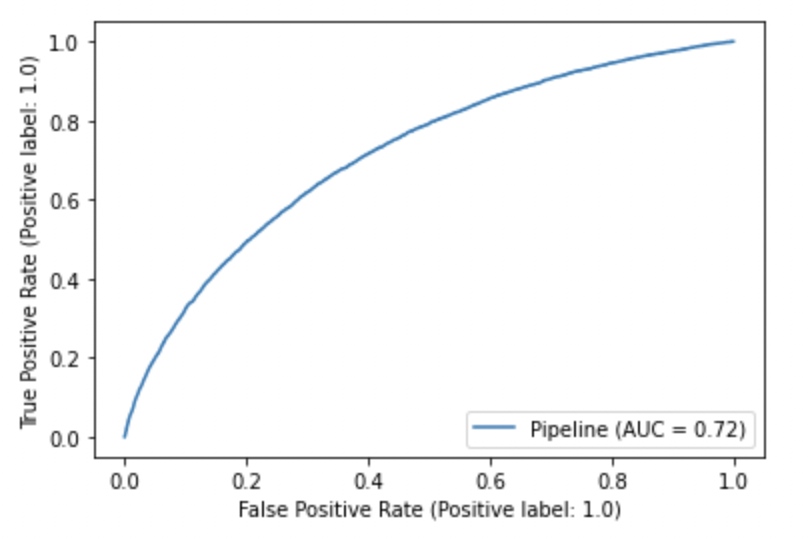 True Positive Rate (Positive label: 1.0)
1.0
0.8
0.6
0.4
0.2
0.0
Pipeline (AUC = 0.72)
0.0 0.2 0.4 0.6 0.8 1.0
False Positive Rate (Positive label: 1.0)